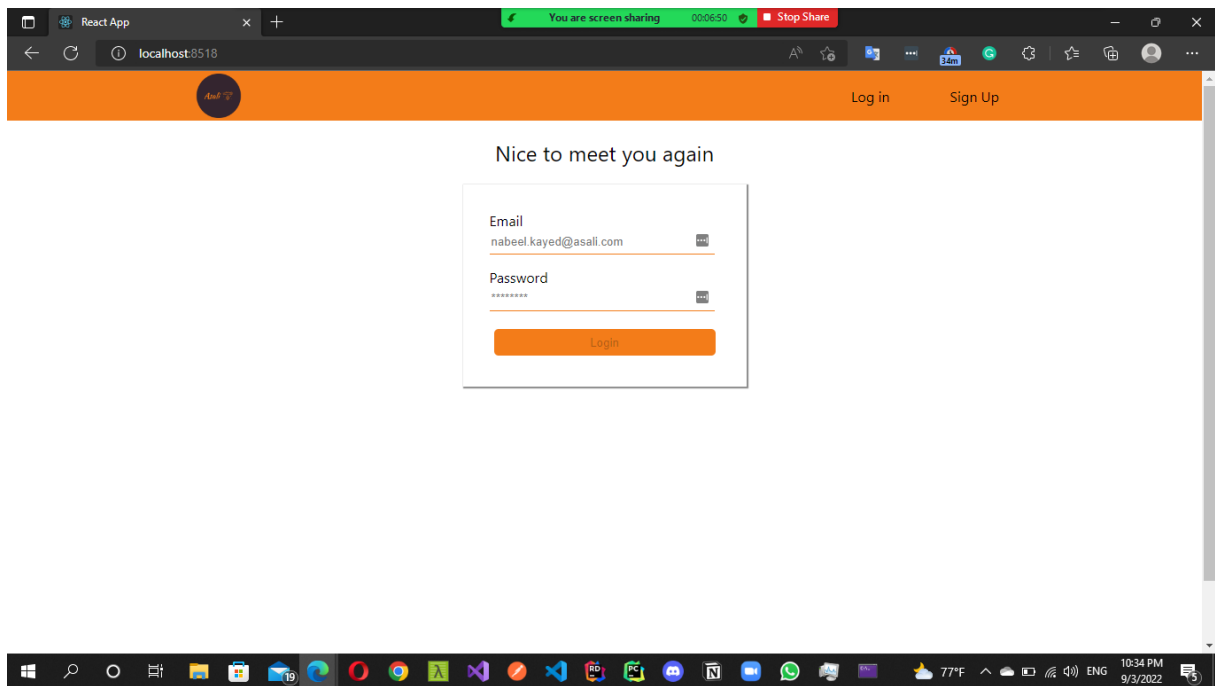 React App
You are screen sharing 00:06:50 Stop Share
localhost:8518
34m
Asali
Log in Sign Up
Nice to meet you again
Email
nabeel.kayed@asali.com
Password
********
Login
19
77°F ENG 10:34 PM
9/3/2022
5